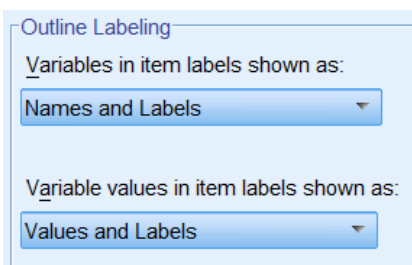 Outline Labeling
Variables in item labels shown as:
Names and Labels
Variable values in item labels shown as:
Values and Labels